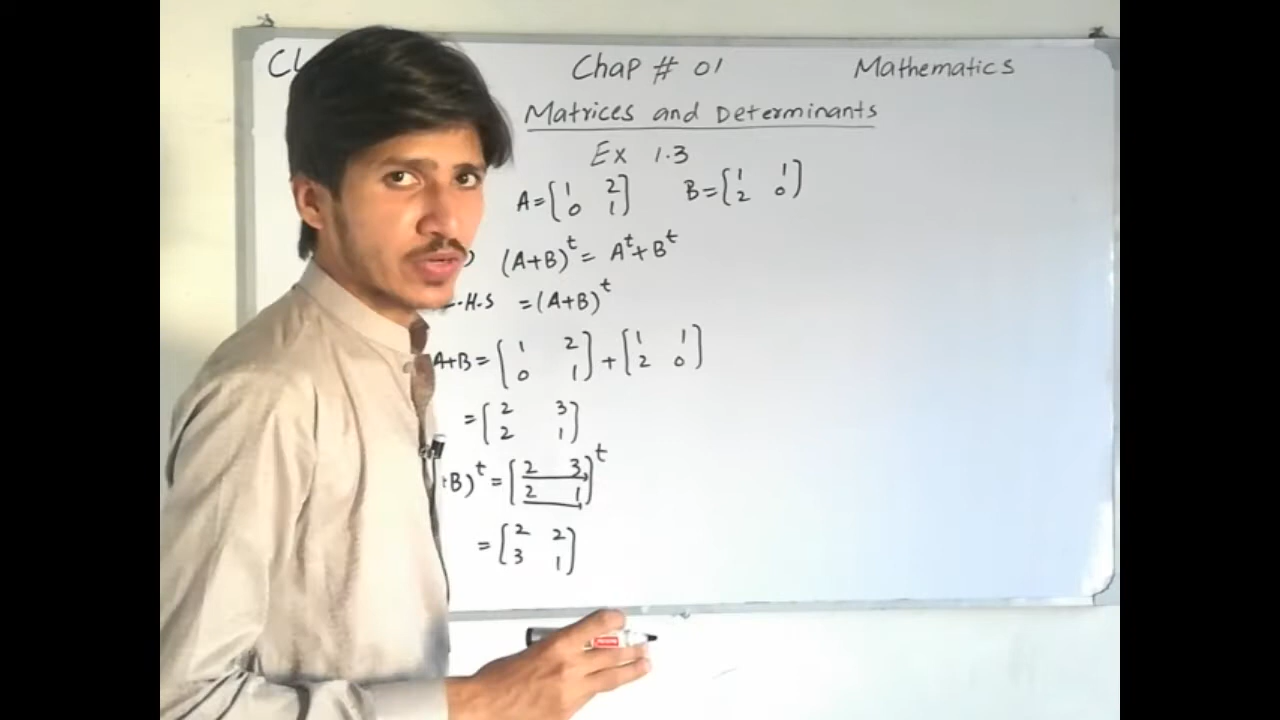 Chap # 01 Mathematics
Matrices and Determinants
Ex 1.3
A = [1 2 0 1] B = [1 1 2 0]
(A+B)^t = A^t + B^t
.H.S = (A+B)^t
A+B = [1 2 0 1] + [1 1 2 0]
= [2 3 2 1]
+B)^t = [2 3 2 1]^t
= [2 2 3 1]